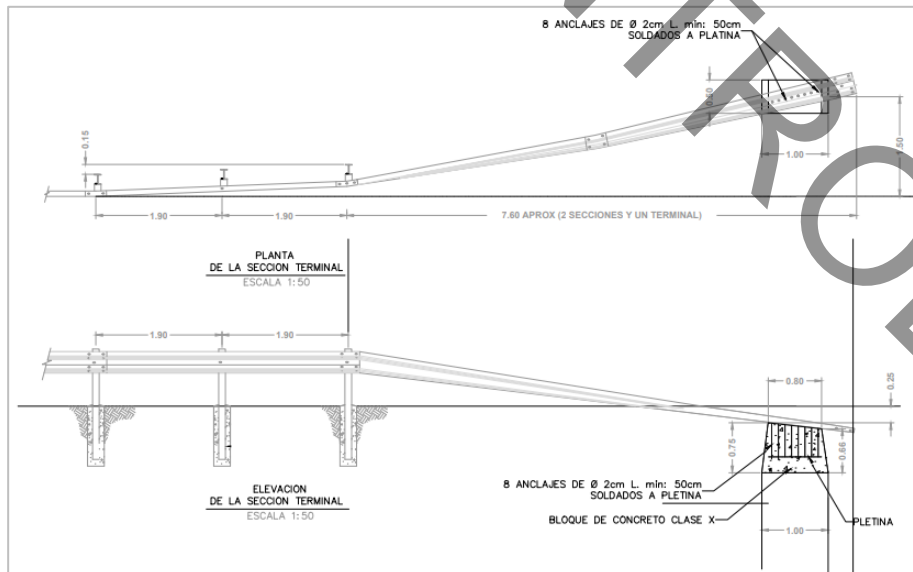 8 ANCLAJES DE Ø 2cm L. min: 50cm
SOLDADOS A PLATINA
0.15
0.60
1.00
1.50
1.90
1.90
7.60 APROX (2 SECCIONES Y UN TERMINAL)
PLANTA
DE LA SECCION TERMINAL
ESCALA 1:50
1.90
1.90
0.80
0.25
0.75
0.66
8 ANCLAJES DE Ø 2cm L. min: 50cm
SOLDADOS A PLETINA
BLOQUE DE CONCRETO CLASE X
PLETINA
1.00
ELEVACION
DE LA SECCION TERMINAL
ESCALA 1:50